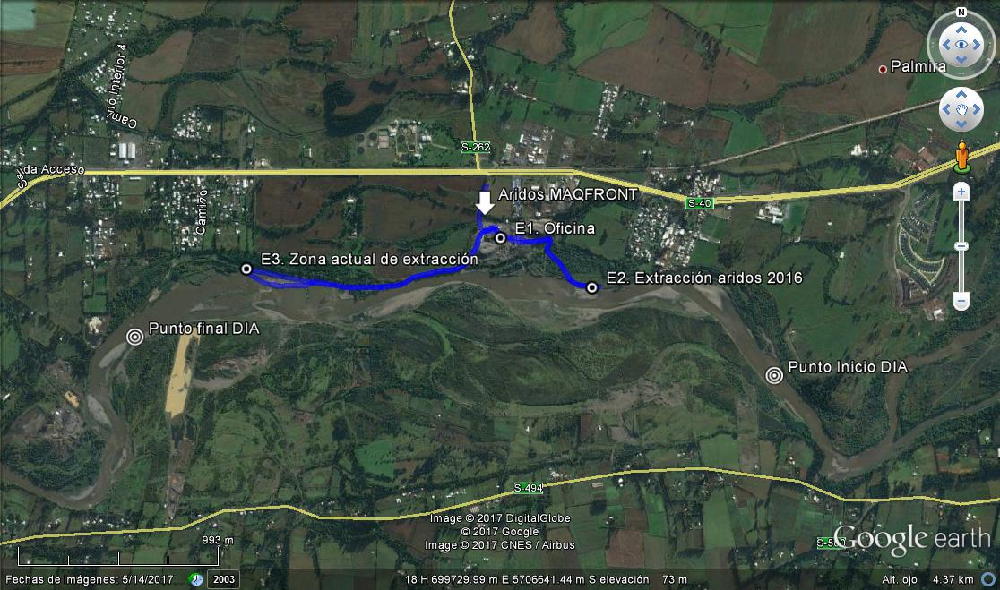 N
Palmira
Camino Interior 4
S-262
Salida Acceso
Camino
Aridos MAQFRONT
S-40
E1. Oficina
E3. Zona actual de extracción
E2. Extracción aridos 2016
Punto final DIA
Punto Inicio DIA
S-494
Image © 2017 DigitalGlobe
© 2017 Google
Image © 2017 CNES / Airbus
993 m
Google earth
Fechas de imágenes: 5/14/2017
2003
18 H 699729.99 m E 5706641.44 m S elevación 73 m
Alt. ojo 4.37 km